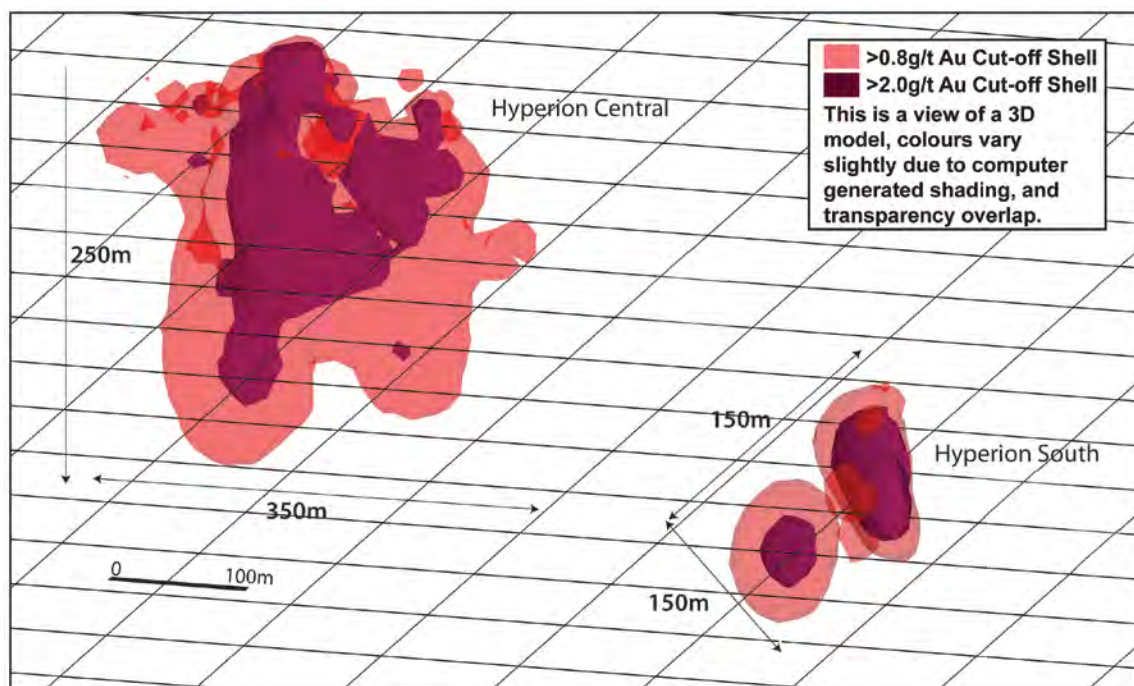 >0.8g/t Au Cut-off Shell
>2.0g/t Au Cut-off Shell
This is a view of a 3D
model, colours vary
slightly due to computer
generated shading, and
transparency overlap.
Hyperion Central
250m
350m
0 100m
150m
Hyperion South
150m